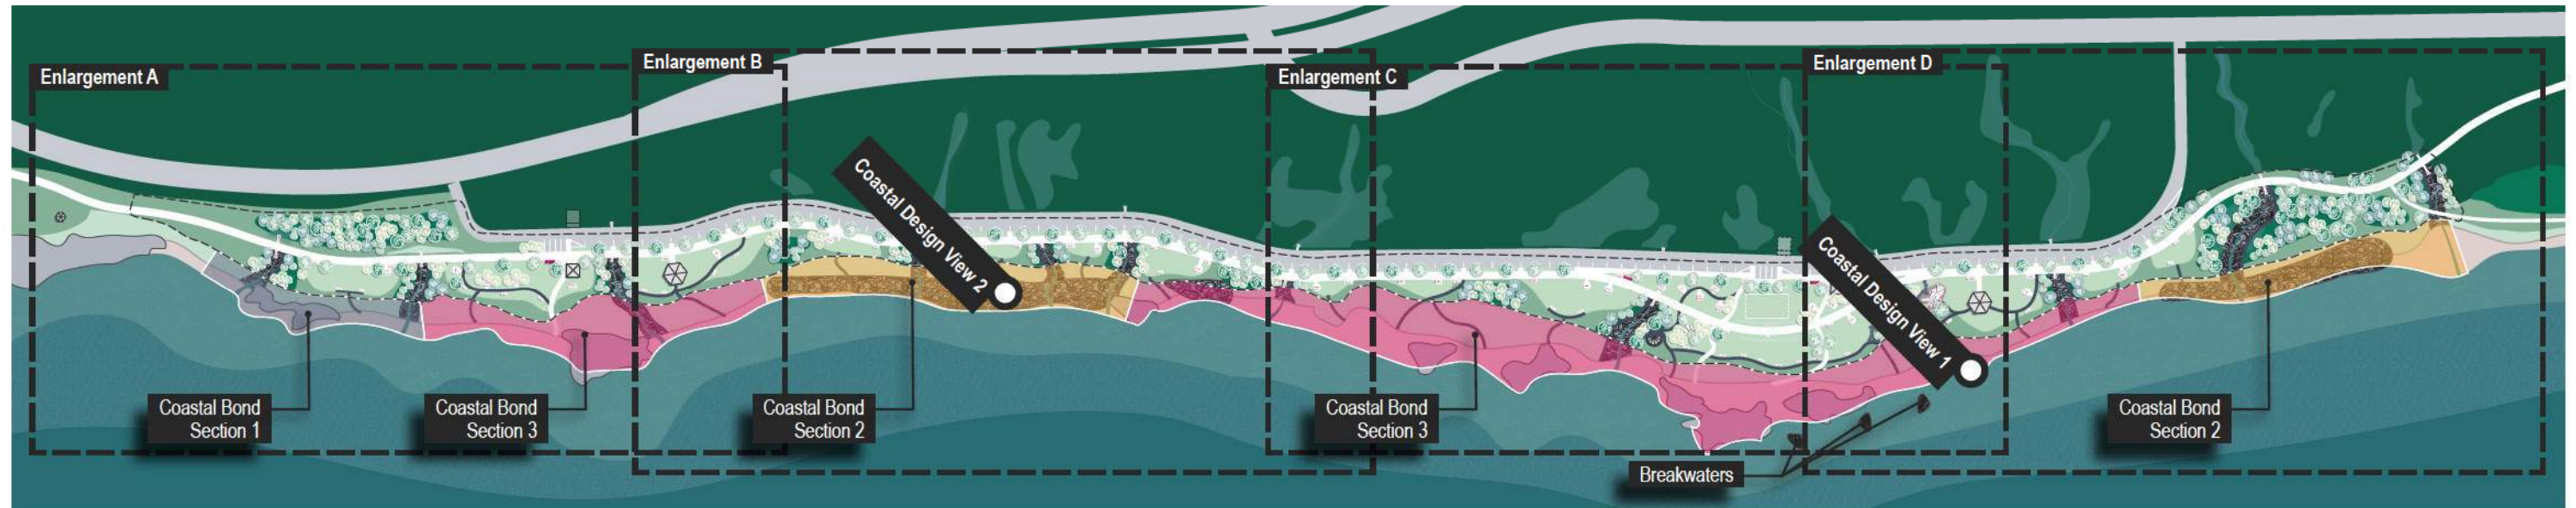 Enlargement A
Enlargement B
Enlargement C
Enlargement D
Coastal Design View 2
Coastal Design View 1
Coastal Bond
Section 1
Coastal Bond
Section 3
Coastal Bond
Section 2
Coastal Bond
Section 3
Coastal Bond
Section 2
Breakwaters